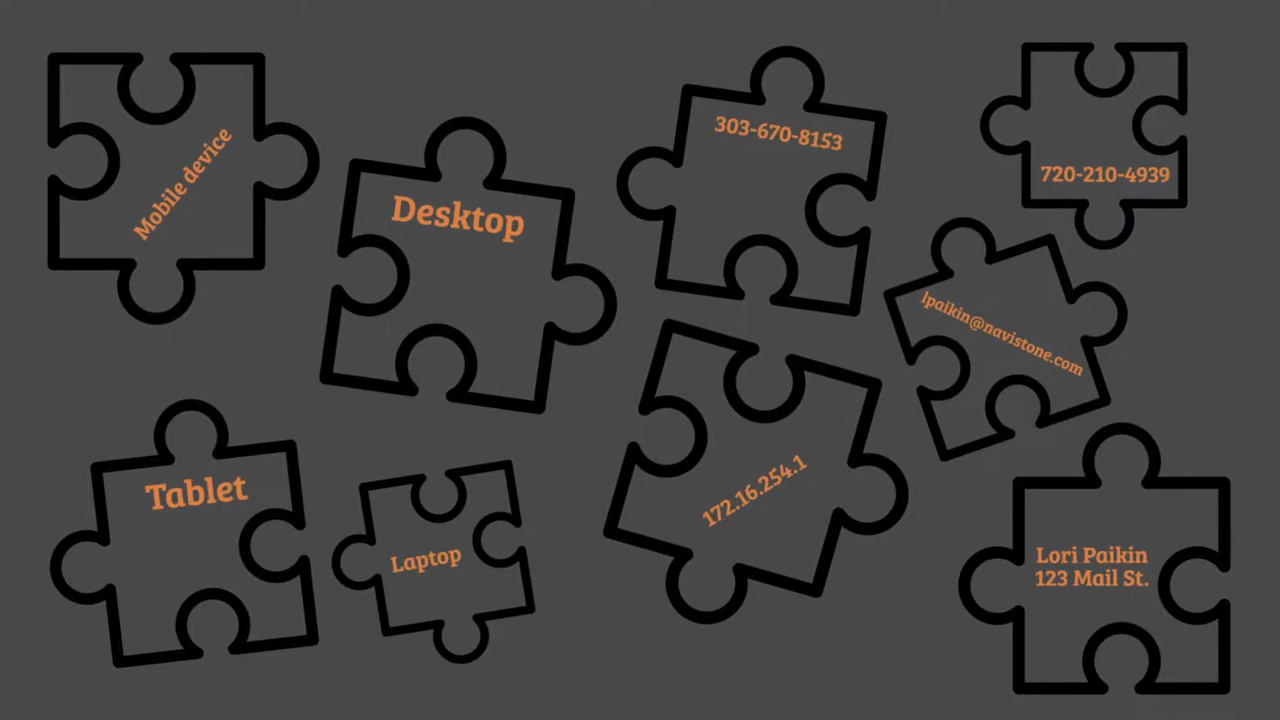 Mobile device
Desktop
303-670-8153
720-210-4939
lpaikin@navistone.com
Tablet
Laptop
172.16.254.1
Lori Paikin
123 Mail St.